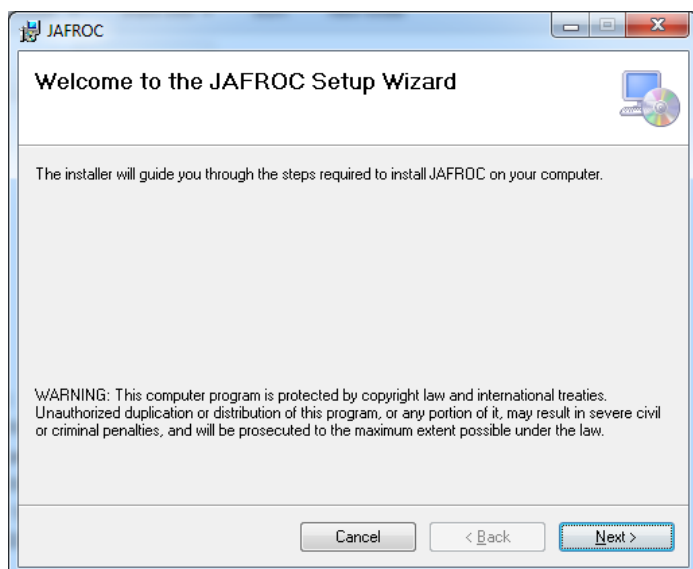 JAFROC
Welcome to the JAFROC Setup Wizard
The installer will guide you through the steps required to install JAFROC on your computer.
WARNING: This computer program is protected by copyright law and international treaties.
Unauthorized duplication or distribution of this program, or any portion of it, may result in severe civil
or criminal penalties, and will be prosecuted to the maximum extent possible under the law.
Cancel
< Back
Next >